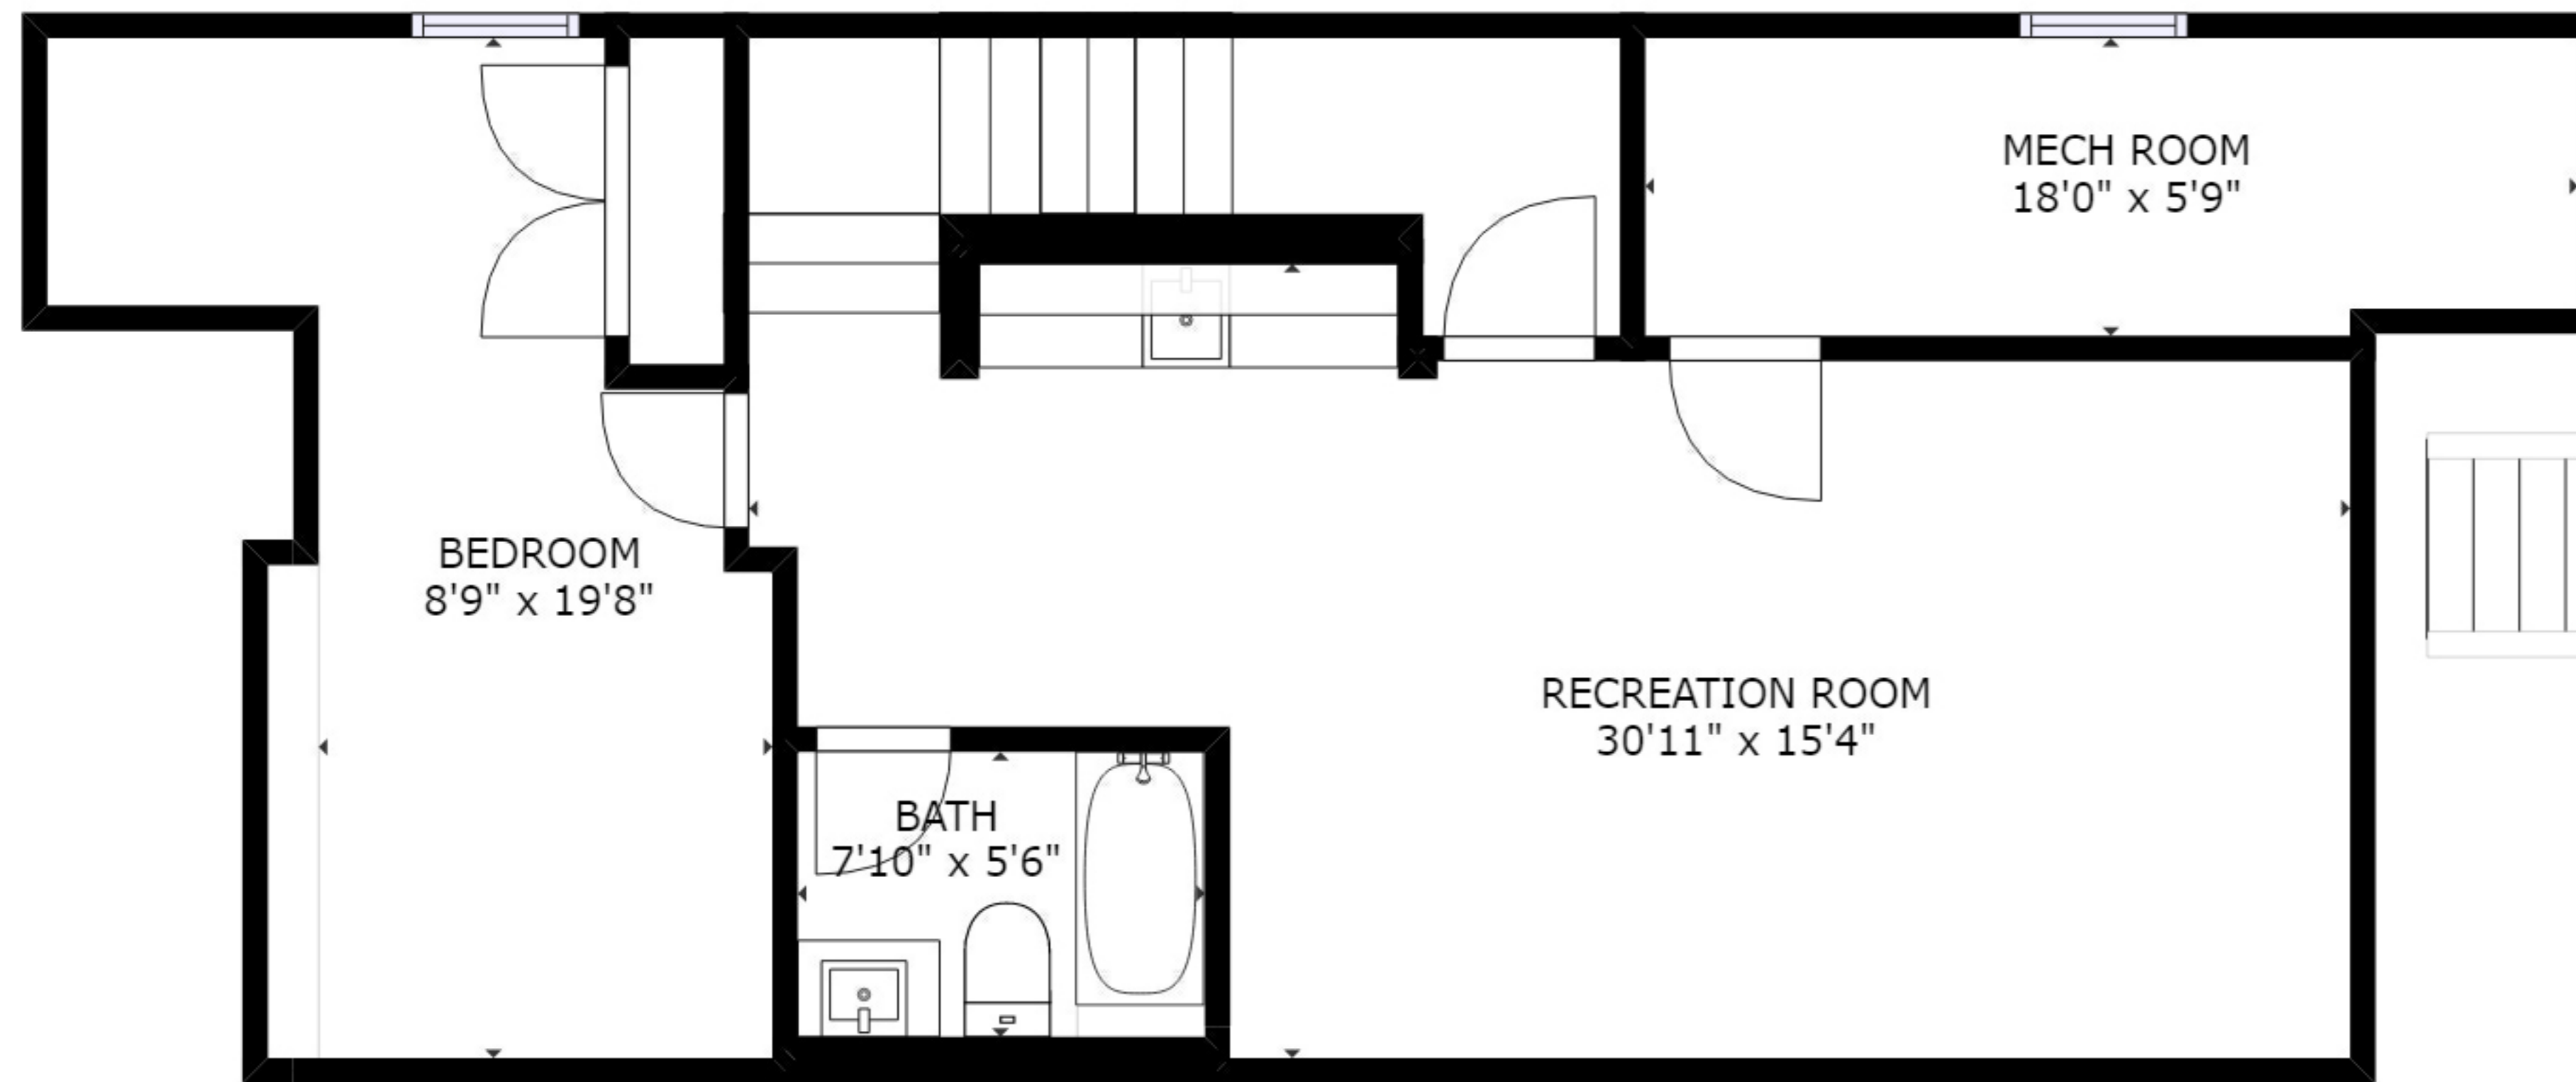 MECH ROOM
18'0" x 5'9"
BEDROOM
8'9" x 19'8"
RECREATION ROOM
30'11" x 15'4"
BATH
7'10" x 5'6"